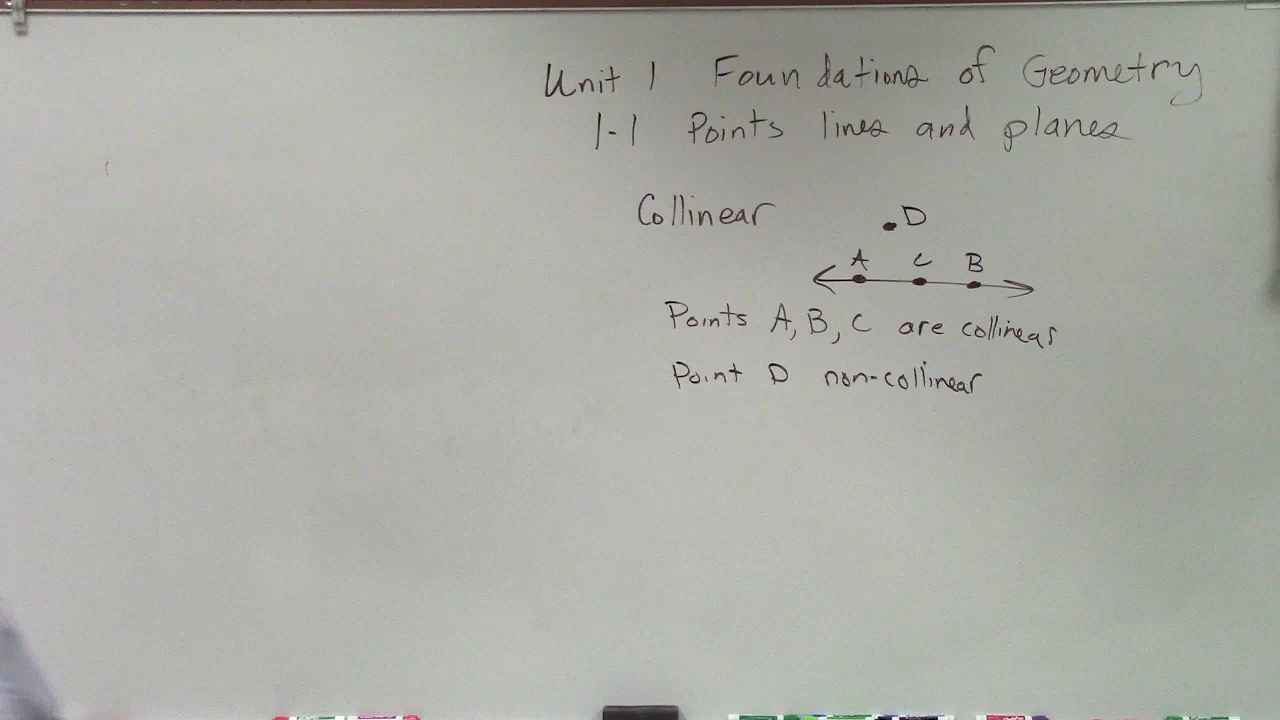 Unit 1 Foundations of Geometry
1-1 Points lines and planes
Collinear
D
A C B
Points A, B, C are collinear
Point D non-collinear